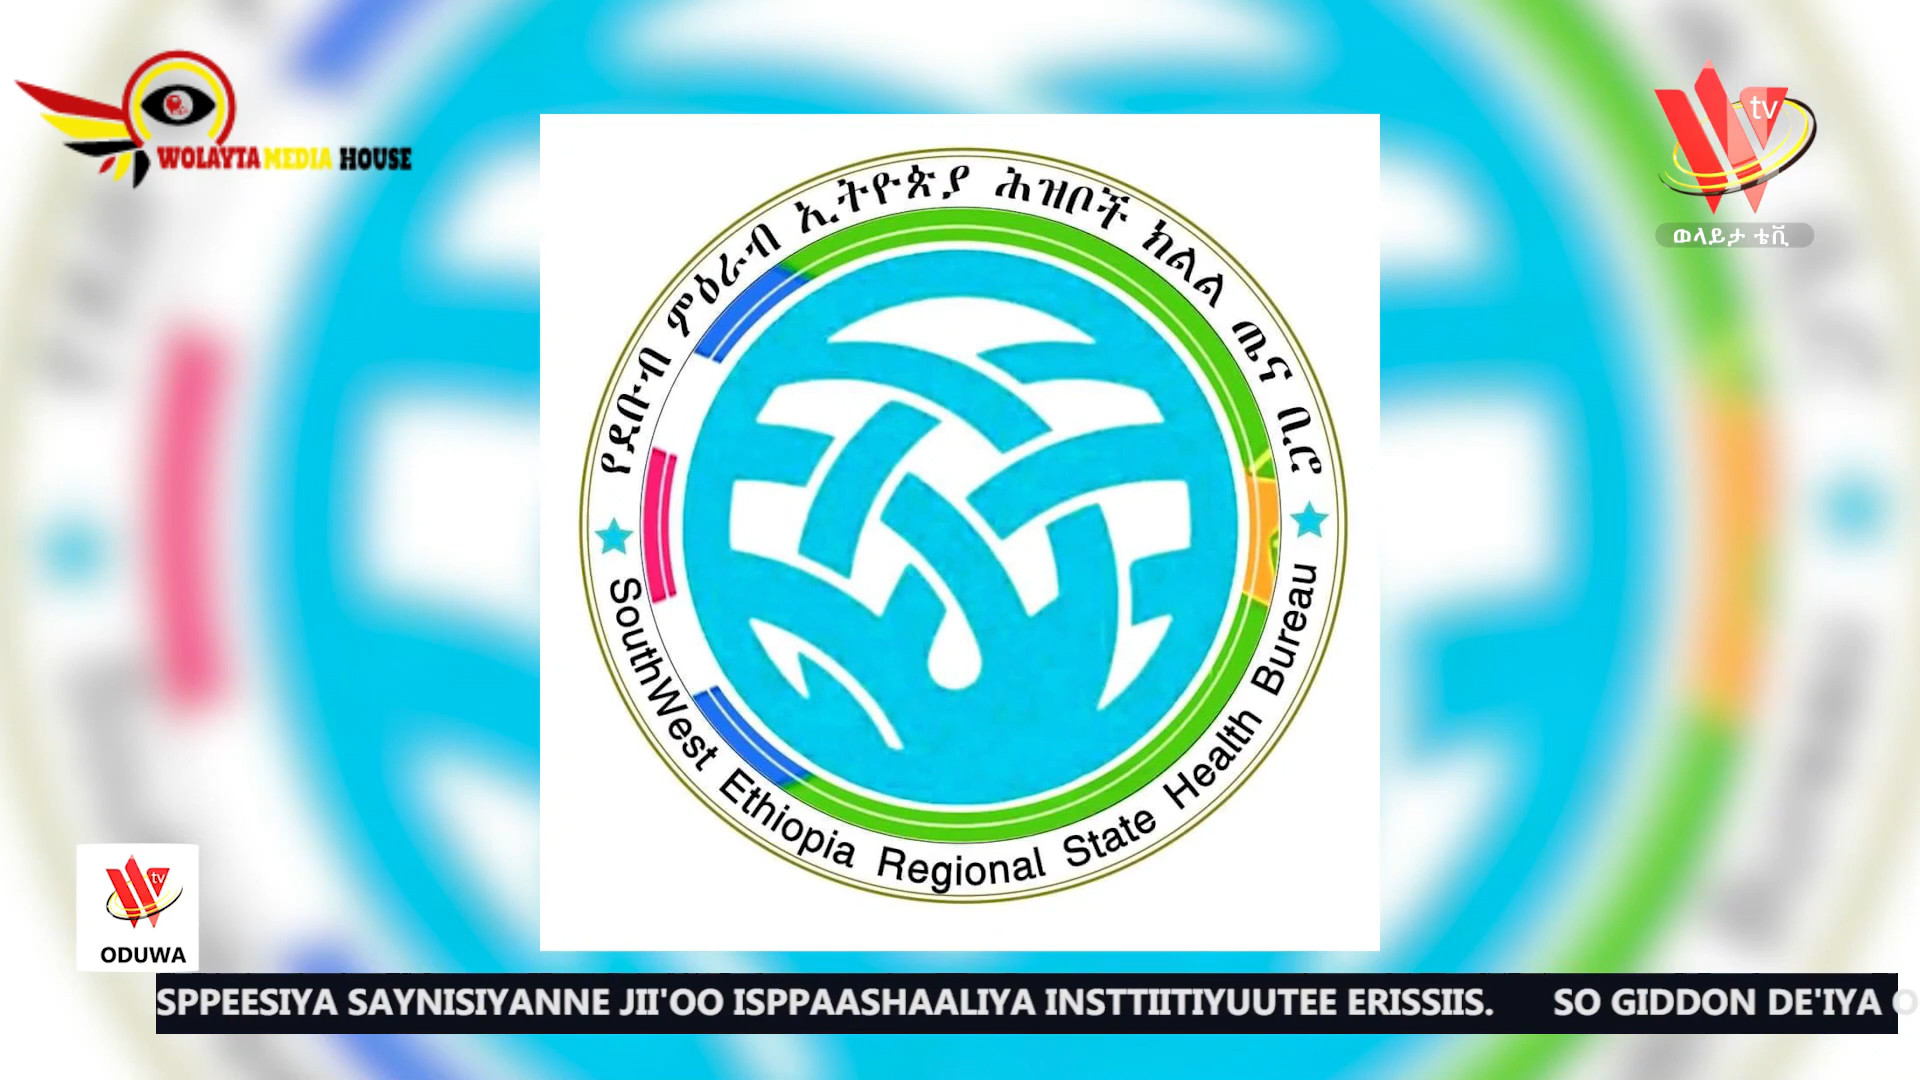 WOLAYTA MEDIA HOUSE
tv
ወላይታ ቴቪ
የደቡብ ምዕራብ ኢትዮጵያ ሕዝቦች ክልል ጤና ቢሮ
SouthWest Ethiopia Regional State Health Bureau
tv
ODUWA
SPPEESIYA SAYNISIYANNE JII'OO ISPPAASHAALIYA INSTTIITIYUUTEE ERISSIIS. SO GIDDON DE'IYA O